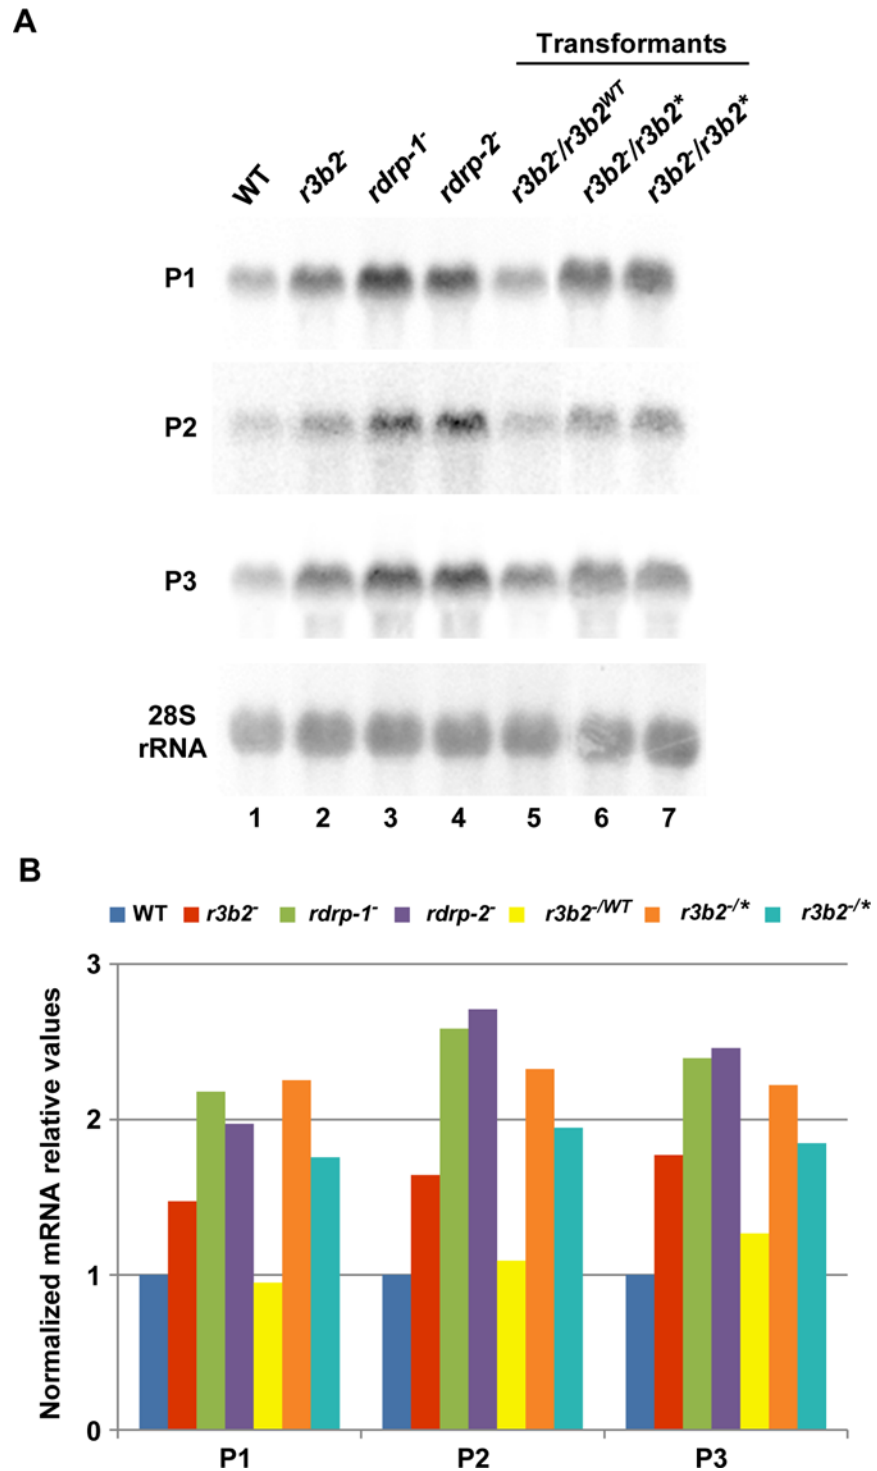 A
Transformants
WT r3b2⁻ rdrp-1⁻ rdrp-2⁻ r3b2⁻/r3b2ᵂᵀ r3b2⁻/r3b2* r3b2⁻/r3b2*
P1
P2
P3
28S
rRNA
1 2 3 4 5 6 7
B
WT r3b2⁻ rdrp-1⁻ rdrp-2⁻ r3b2⁻/ᵂᵀ r3b2⁻/* r3b2⁻/*
Normalized mRNA relative values
3
2
1
0
P1 P2 P3